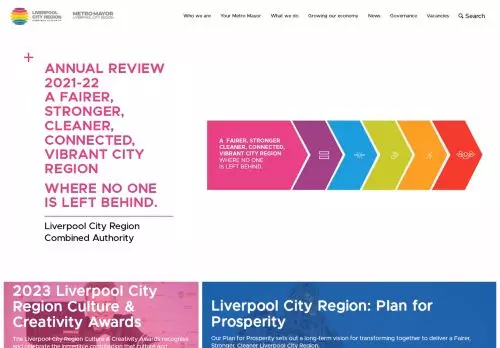 LIVERPOOL
CITY REGION
COMBINED AUTHORITY
METRO MAYOR
LIVERPOOL CITY REGION
Who we are
Your Metro Mayor
What we do
Growing our economy
News
Governance
Vacancies
Search
ANNUAL REVIEW
2021-22
A FAIRER,
STRONGER,
CLEANER,
CONNECTED,
VIBRANT CITY
REGION
WHERE NO ONE
IS LEFT BEHIND.
Liverpool City Region
Combined Authority
A FAIRER, STRONGER
CLEANER, CONNECTED,
VIBRANT CITY REGION
WHERE NO ONE
IS LEFT BEHIND.
2023 Liverpool City
Region Culture &
Creativity Awards
The Liverpool City Region Culture & Creativity Awards recognise
and celebrate the incredible contribution that culture and
Liverpool City Region: Plan for
Prosperity
Our Plan for Prosperity sets out a long-term vision for transforming together to deliver a Fairer,
Stronger, Cleaner Liverpool City Region.